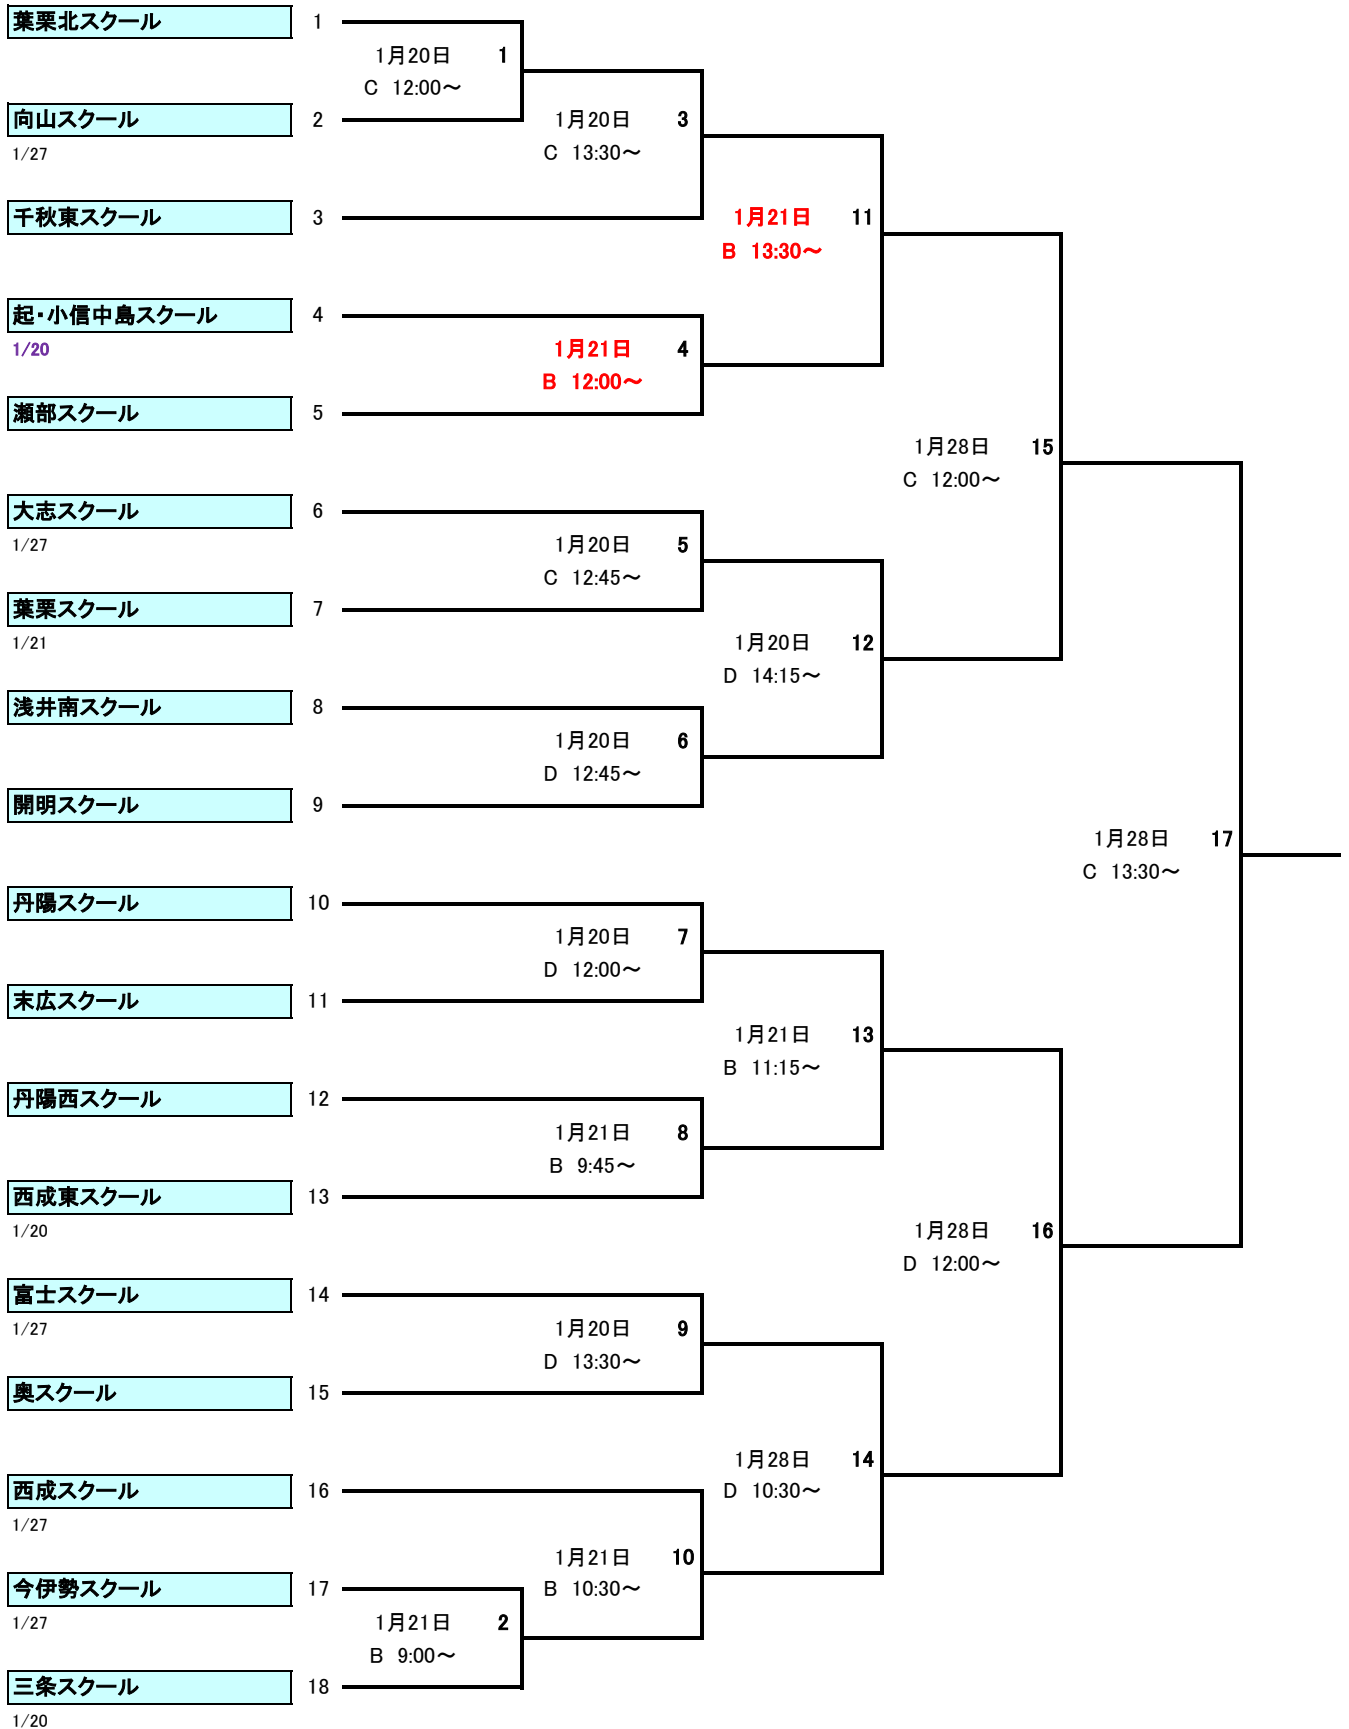 葉栗北スクール 1
1月20日 1
C 12:00～
向山スクール 2
1月20日 3
1/27
C 13:30～
千秋東スクール 3
1月21日 11
B 13:30～
起・小信中島スクール 4
1/20
1月21日 4
B 12:00～
瀬部スクール 5
1月28日 15
C 12:00～
大志スクール 6
1/27
1月20日 5
C 12:45～
葉栗スクール 7
1/21
1月20日 12
D 14:15～
浅井南スクール 8
1月20日 6
D 12:45～
開明スクール 9
1月28日 17
C 13:30～
丹陽スクール 10
1月20日 7
D 12:00～
末広スクール 11
1月21日 13
B 11:15～
丹陽西スクール 12
1月21日 8
B 9:45～
西成東スクール 13
1/20
1月28日 16
D 12:00～
富士スクール 14
1/27
1月20日 9
D 13:30～
奥スクール 15
1月28日 14
D 10:30～
西成スクール 16
1/27
1月21日 10
B 10:30～
今伊勢スクール 17
1/27
1月21日 2
B 9:00～
三条スクール 18
1/20